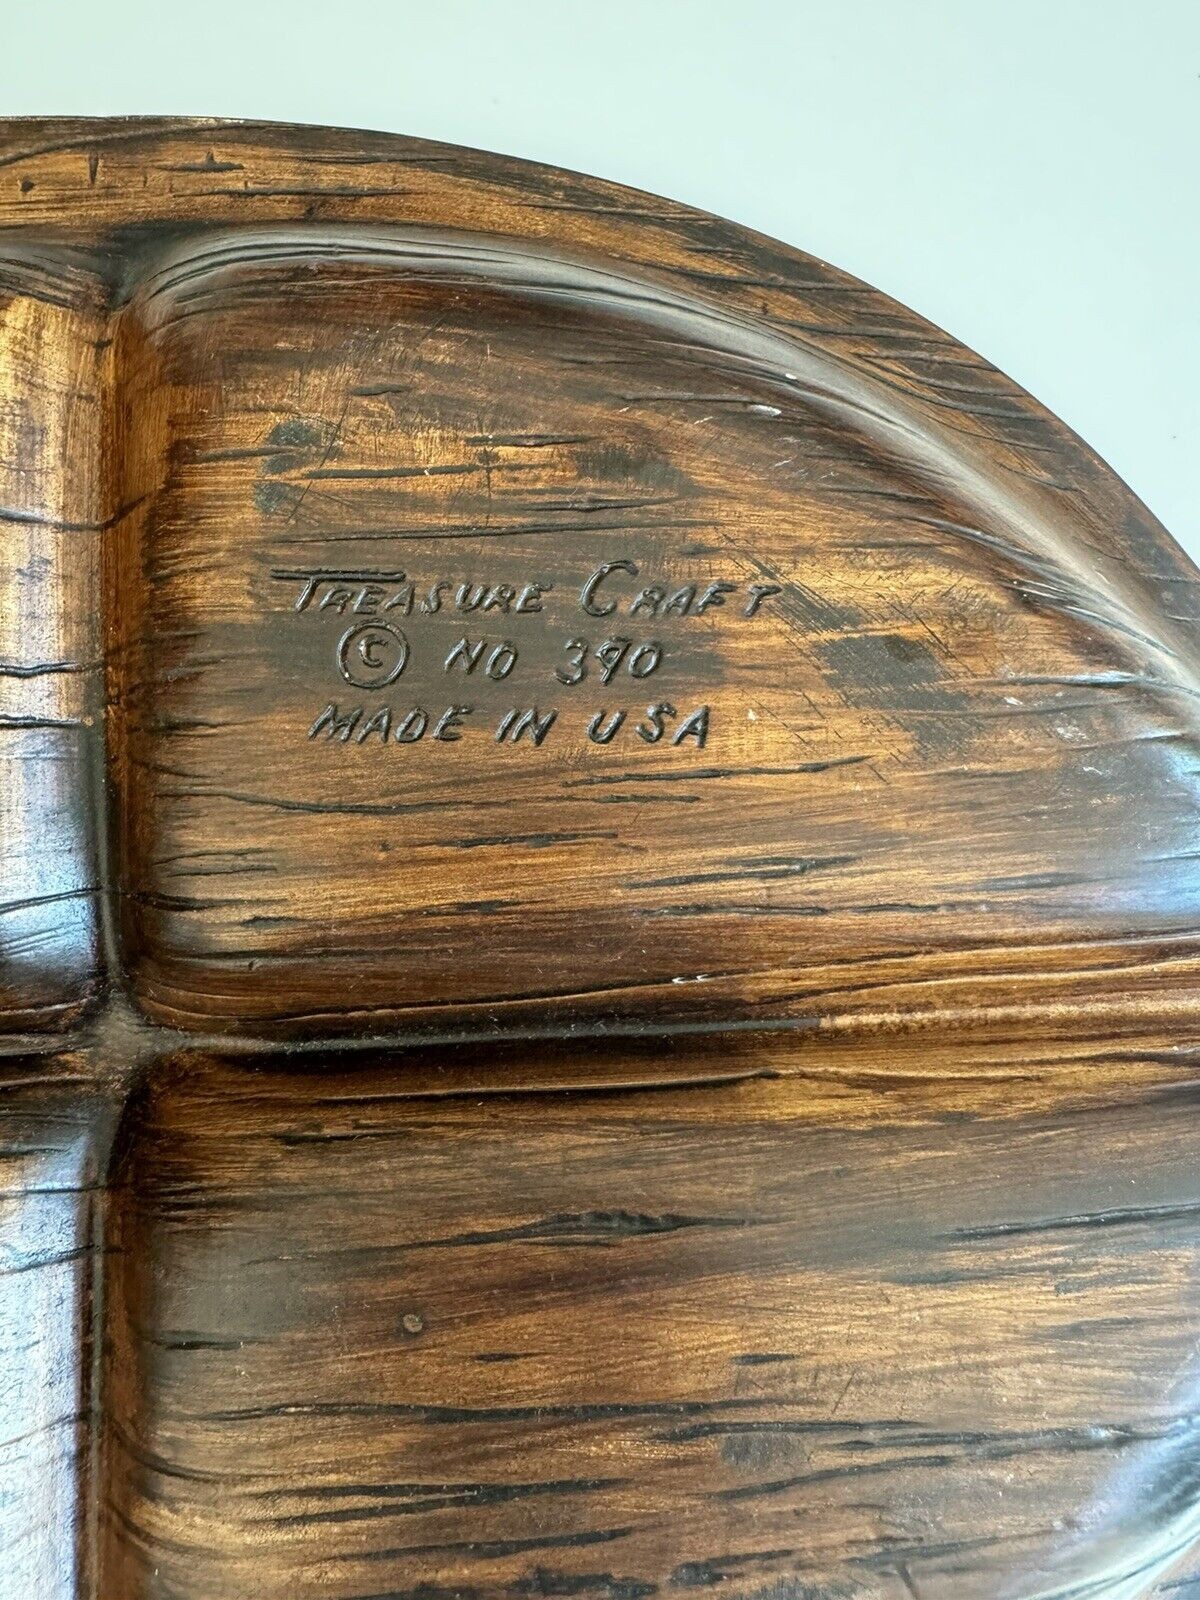 TREASURE CRAFT
© NO 390
MADE IN USA